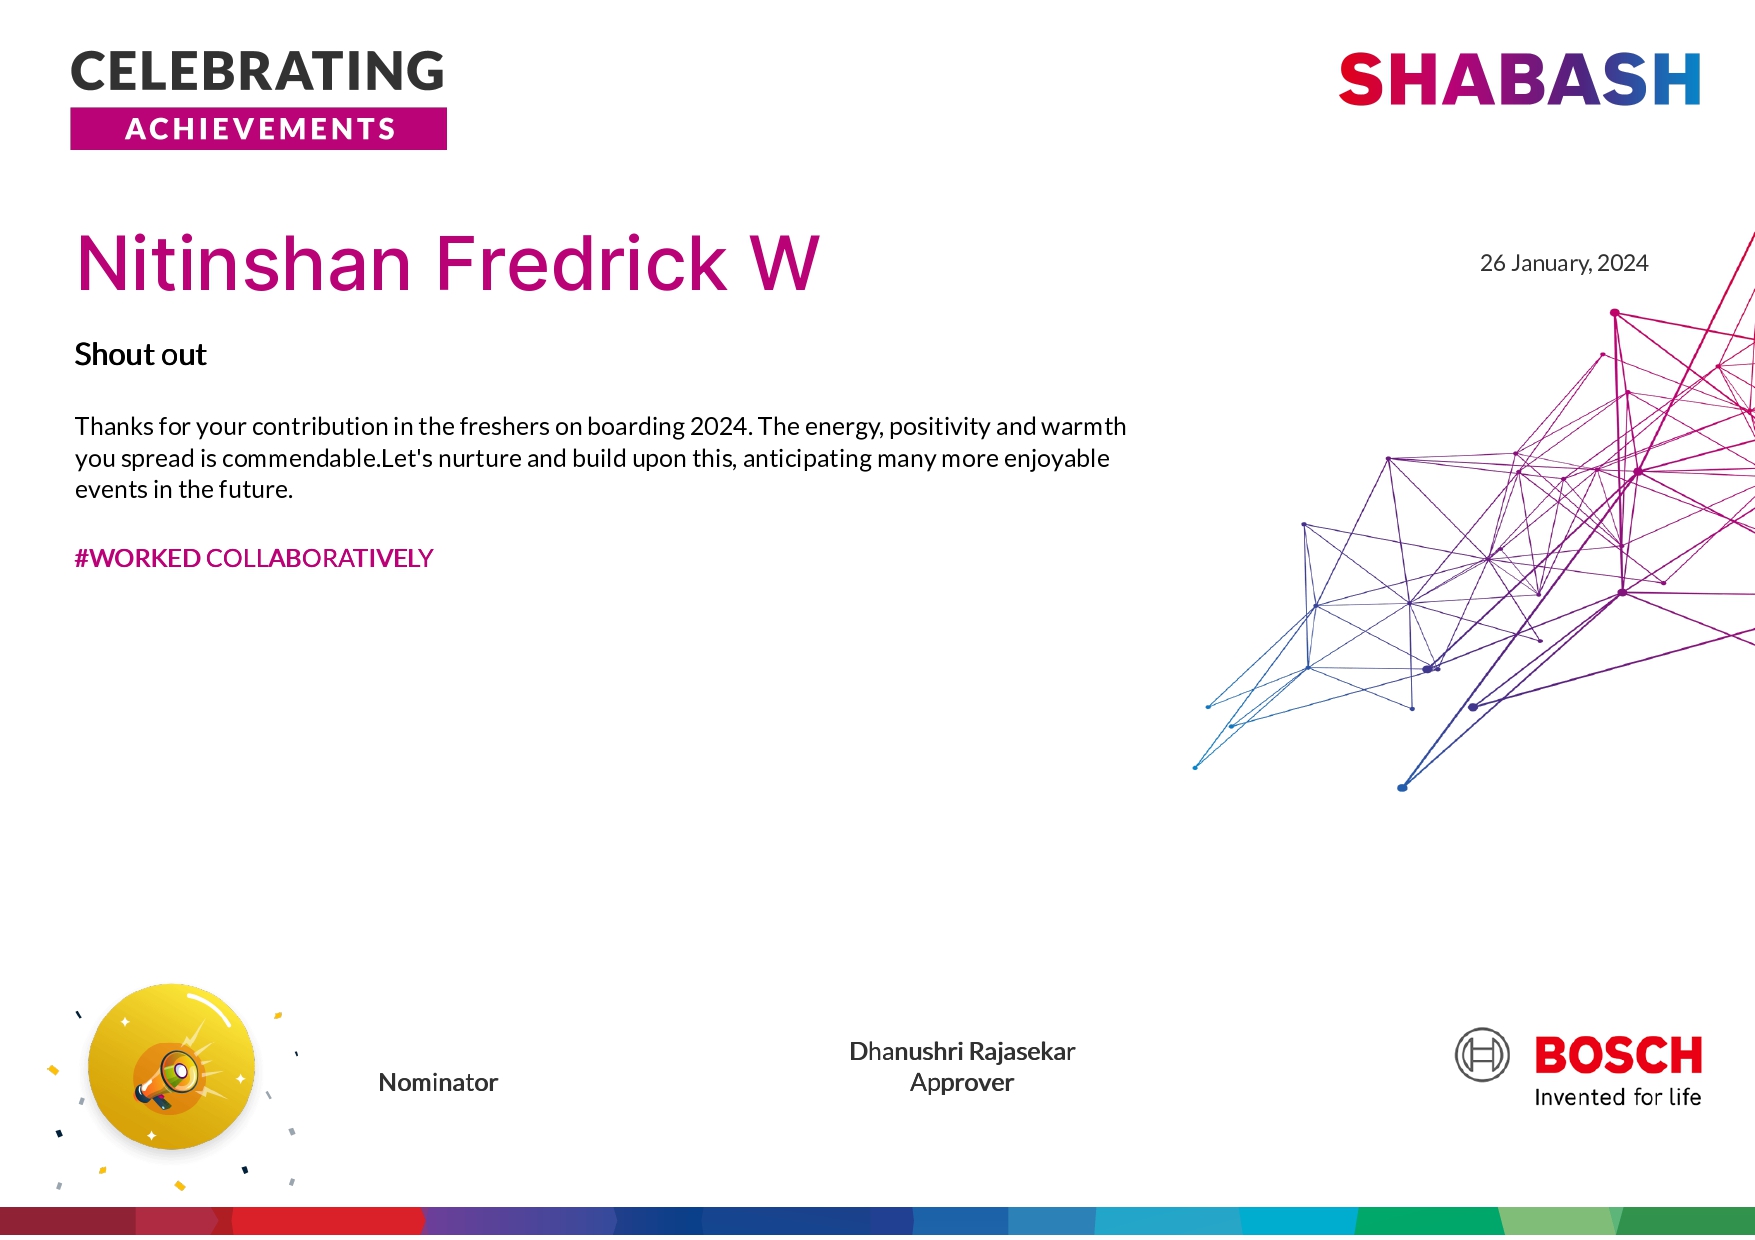 CELEBRATING
ACHIEVEMENTS
SHABASH
Nitinshan Fredrick W
26 January, 2024
Shout out
Thanks for your contribution in the freshers on boarding 2024. The energy, positivity and warmth
you spread is commendable.Let's nurture and build upon this, anticipating many more enjoyable
events in the future.
#WORKED COLLABORATIVELY
Nominator
Dhanushri Rajasekar
Approver
BOSCH
Invented for life